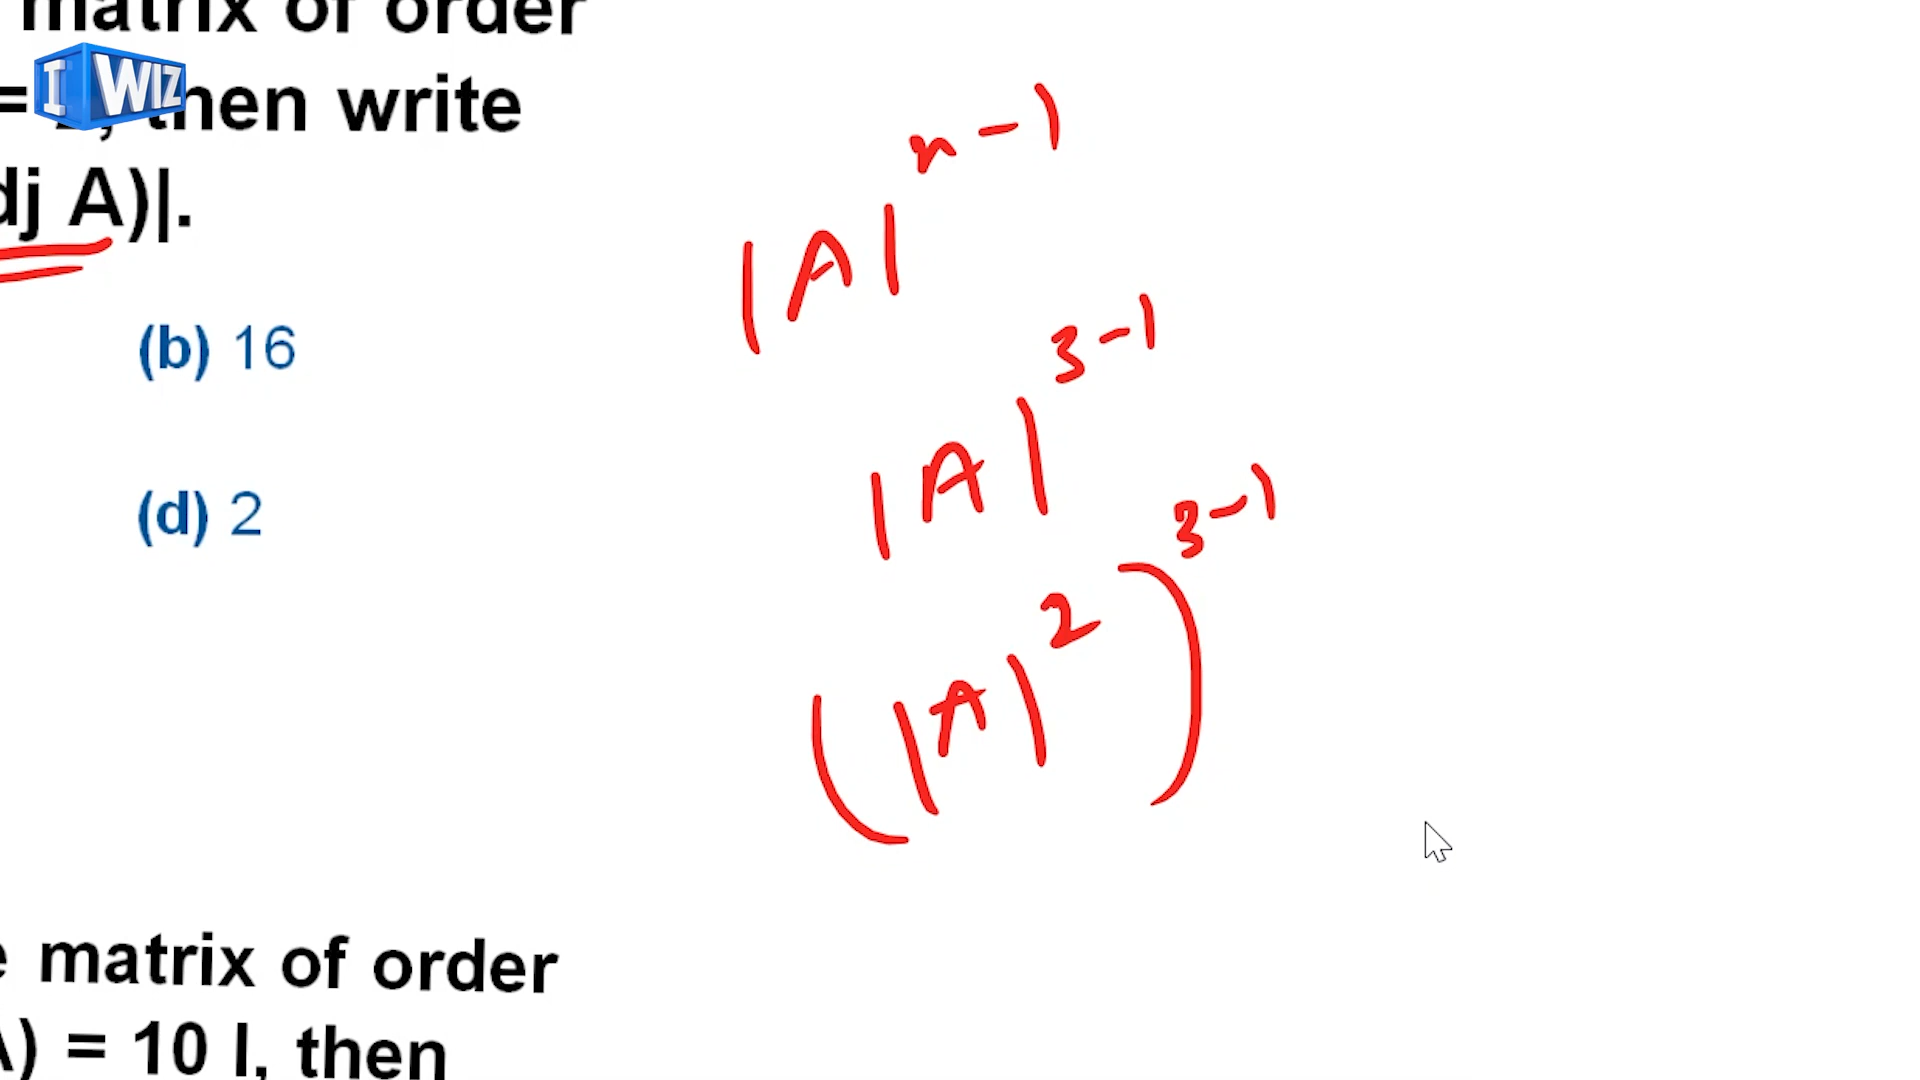 matrix of order
I WIZ
= 2, then write
dj A)|.
(b) 16
(d) 2
|A|^{n-1}
|A|^{3-1}
(|A|^2)^{3-1}
e matrix of order
A) = 10 I, then